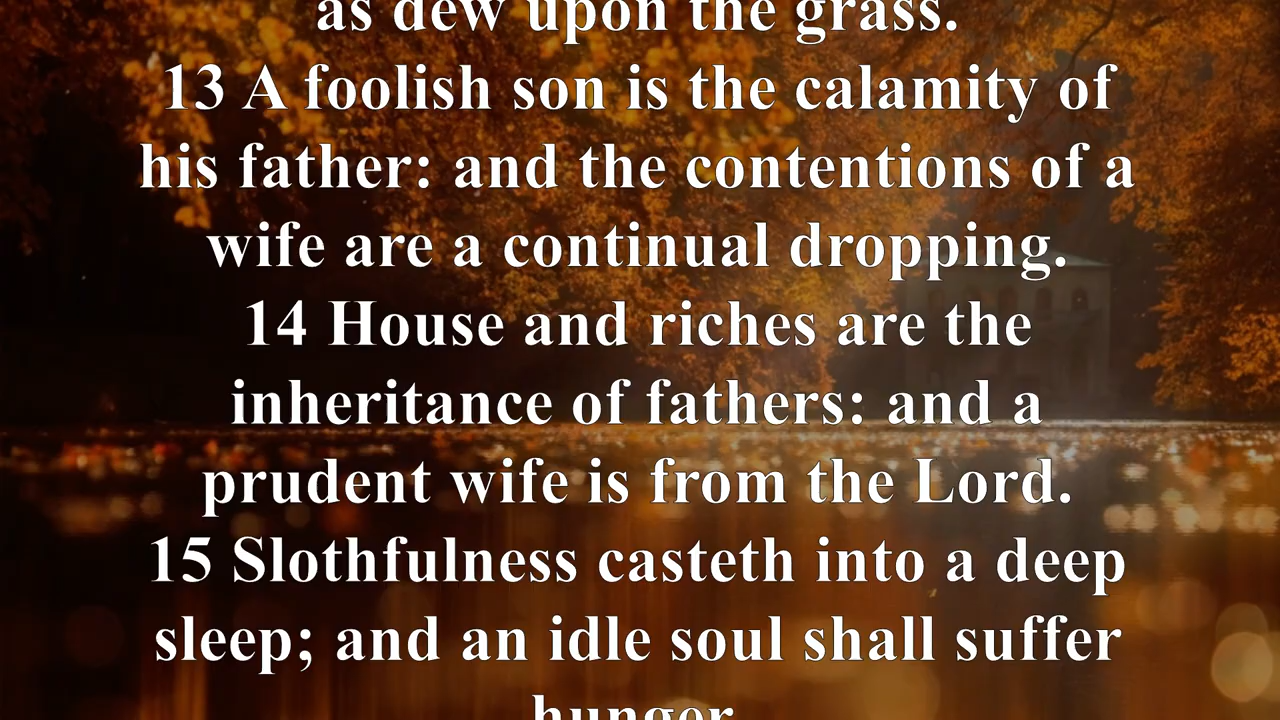 as dew upon the grass.
13 A foolish son is the calamity of
his father: and the contentions of a
wife are a continual dropping.
14 House and riches are the
inheritance of fathers: and a
prudent wife is from the Lord.
15 Slothfulness casteth into a deep
sleep; and an idle soul shall suffer
hunger.